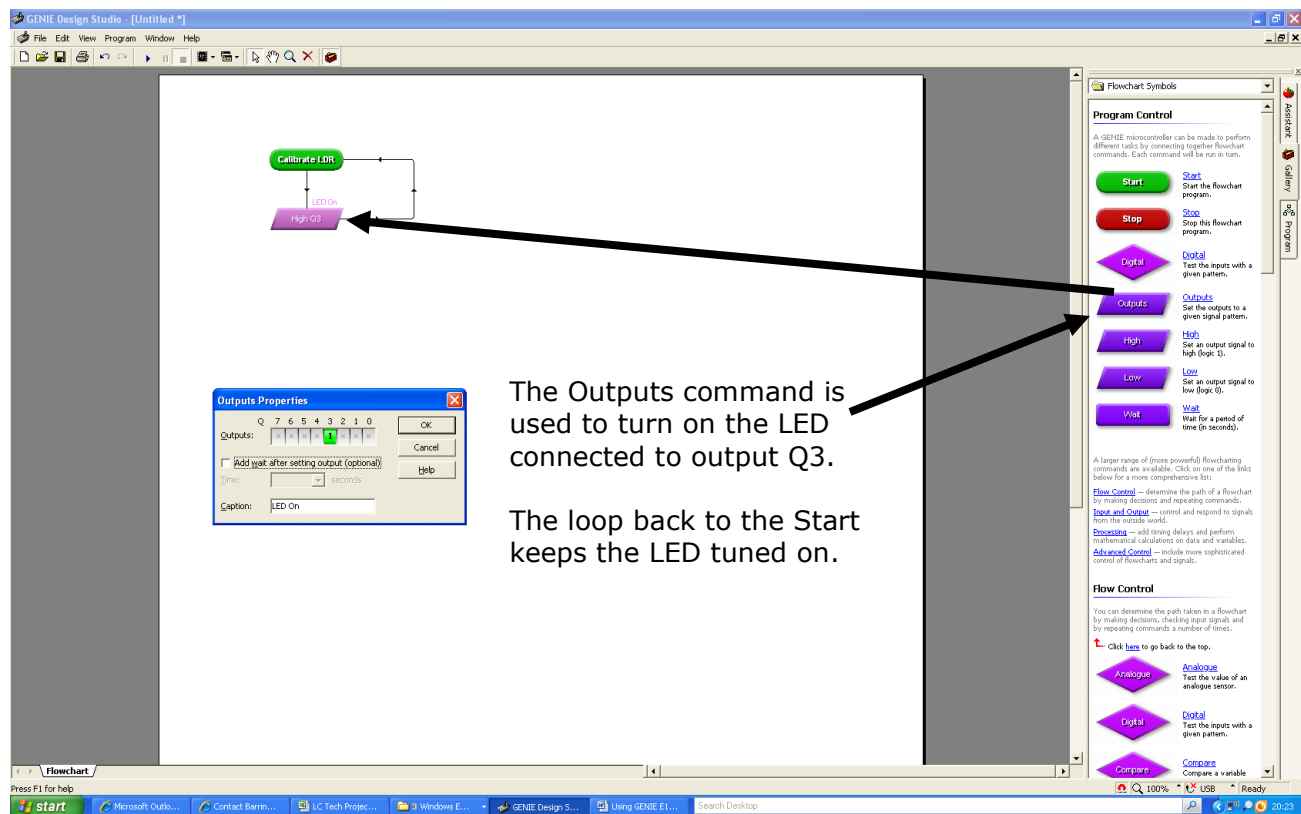 GENIE Design Studio - [Untitled *]
File Edit View Program Window Help
Flowchart Symbols
Assistant
Gallery
Program
Program Control
A GENIE microcontroller can be made to perform
different tasks by connecting together flowchart
commands. Each command will be run in turn.
Start
Start
Start the flowchart
program.
Stop
Stop
Stop this flowchart
program.
Digital
Digital
Test the inputs with a
given pattern.
Outputs
Outputs
Set the outputs to a
given signal pattern.
High
High
Set an output signal to
high (logic 1).
Low
Low
Set an output signal to
low (logic 0).
Wait
Wait
Wait for a period of
time (in seconds).
A larger range of (more powerful) flowcharting
commands are available. Click on one of the links
below for a more comprehensive list:
Flow Control — determine the path of a flowchart
by making decisions and repeating commands.
Input and Output — control and respond to signals
from the outside world.
Processing — add timing delays and perform
mathematical calculations on data and variables.
Advanced Control — include more sophisticated
control of flowcharts and signals.
Flow Control
You can determine the path taken in a flowchart
by making decisions, checking input signals and
by repeating commands a number of times.
Click here to go back to the top.
Analogue
Analogue
Test the value of an
analogue sensor.
Digital
Digital
Test the inputs with a
given pattern.
Compare
Compare
Compare a variable
Calibrate LDR
LED On
High Q3
Outputs Properties
Q 7 6 5 4 3 2 1 0
Outputs: x x x x 1 x x x
OK
Cancel
Help
Add wait after setting output (optional)
Time: seconds
Caption: LED On
The Outputs command is
used to turn on the LED
connected to output Q3.
The loop back to the Start
keeps the LED tuned on.
Flowchart
Press F1 for help
100% USB Ready
start
Microsoft Outlo...
Contact Barrin...
LC Tech Projec...
3 Windows E...
GENIE Design S...
Using GENIE E1...
Search Desktop
20:23